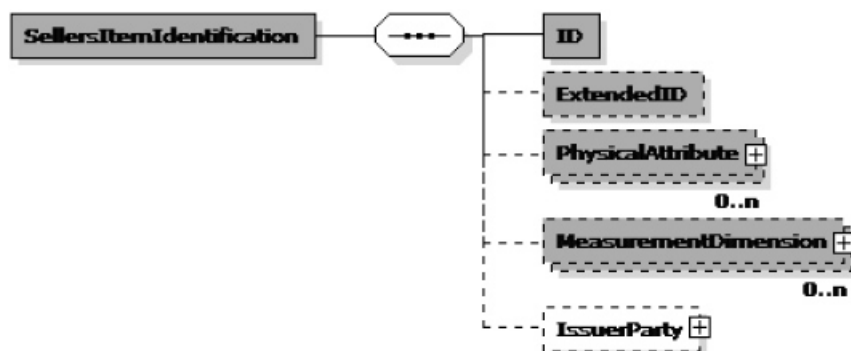 SellersItemIdentification
ID
ExtendedID
PhysicalAttribute
0..n
MeasurementDimension
0..n
IssuerParty